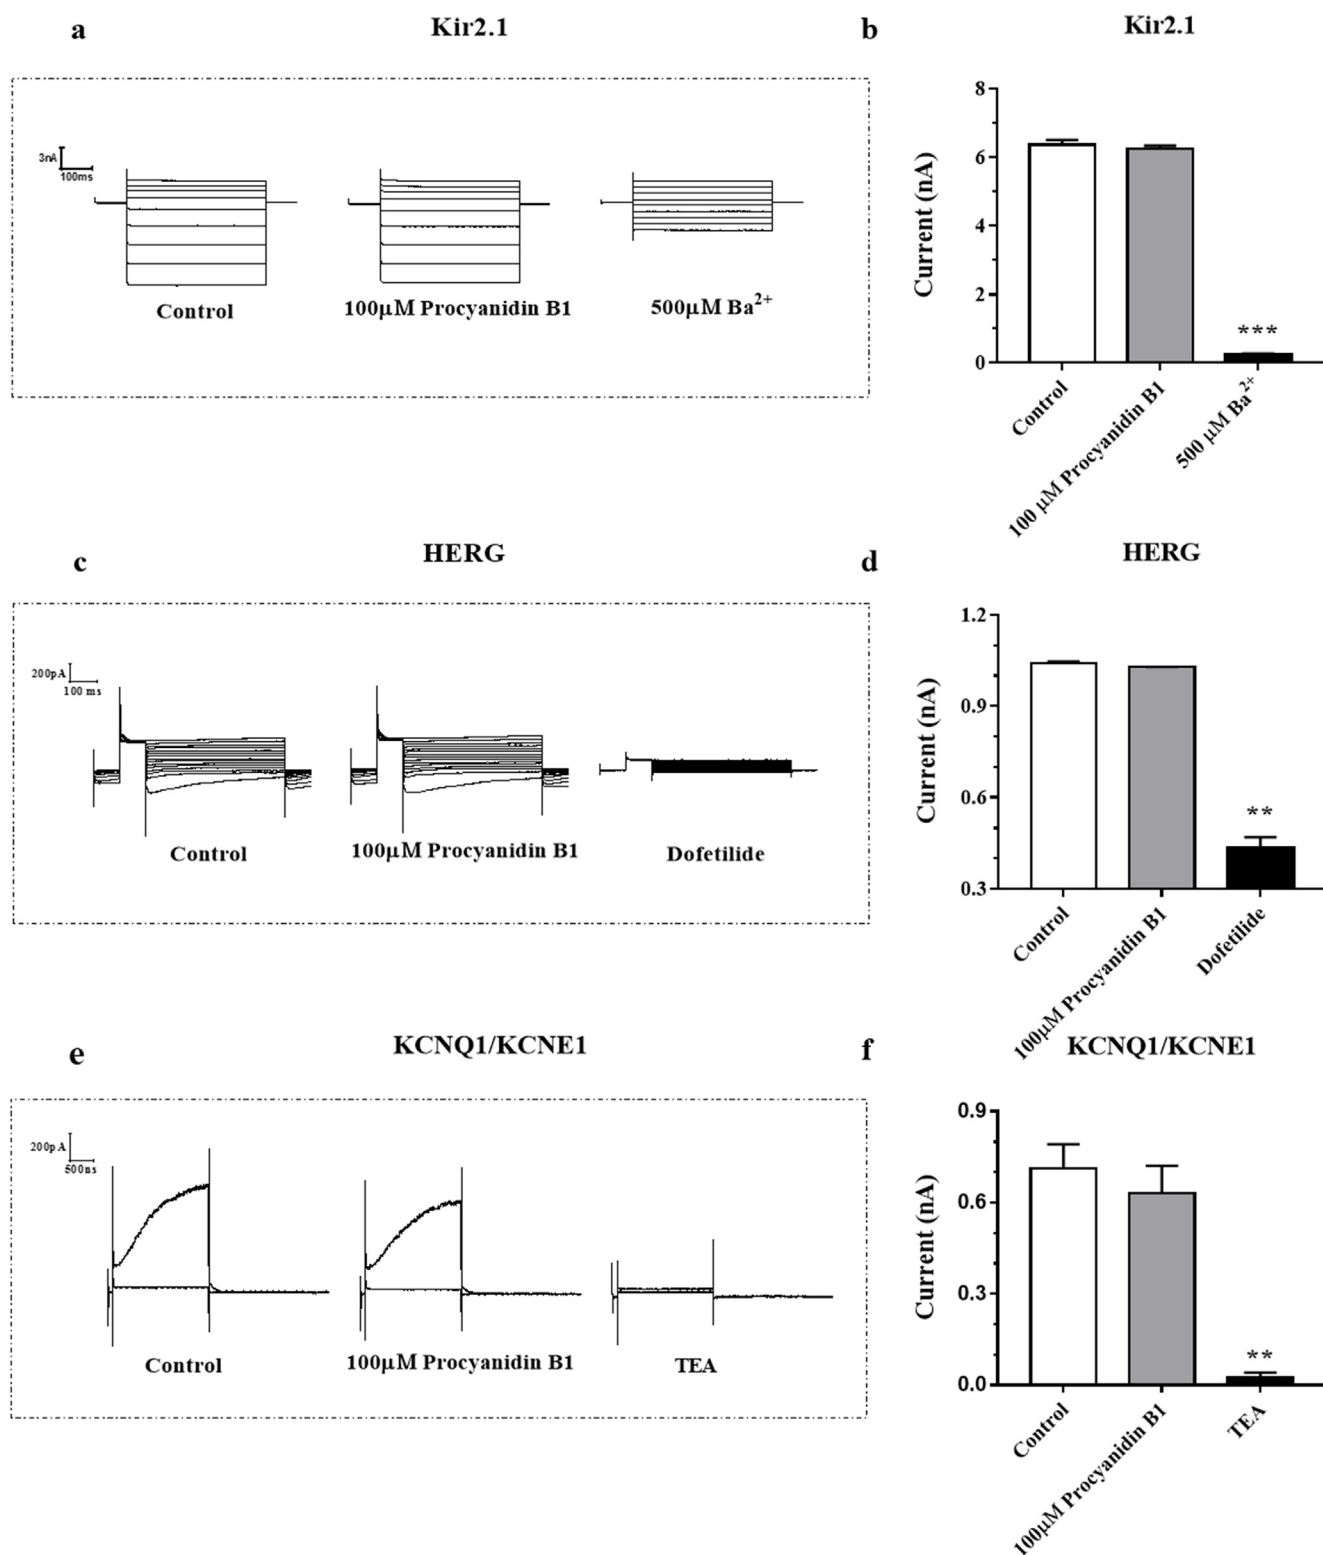 a
Kir2.1
b
Kir2.1
3nA
100ms
Control
100μM Procyanidin B1
500μM Ba2+
8
6
4
2
0
Current (nA)
***
Control
100 μM Procyanidin B1
500 μM Ba2+
c
HERG
d
HERG
200pA
100 ms
Control
100μM Procyanidin B1
Dofetilide
1.2
0.9
0.6
0.3
Current (nA)
**
Control
100μM Procyanidin B1
Dofetilide
e
KCNQ1/KCNE1
f
KCNQ1/KCNE1
200pA
500ns
Control
100μM Procyanidin B1
TEA
0.9
0.6
0.3
0.0
Current (nA)
**
Control
100μM Procyanidin B1
TEA